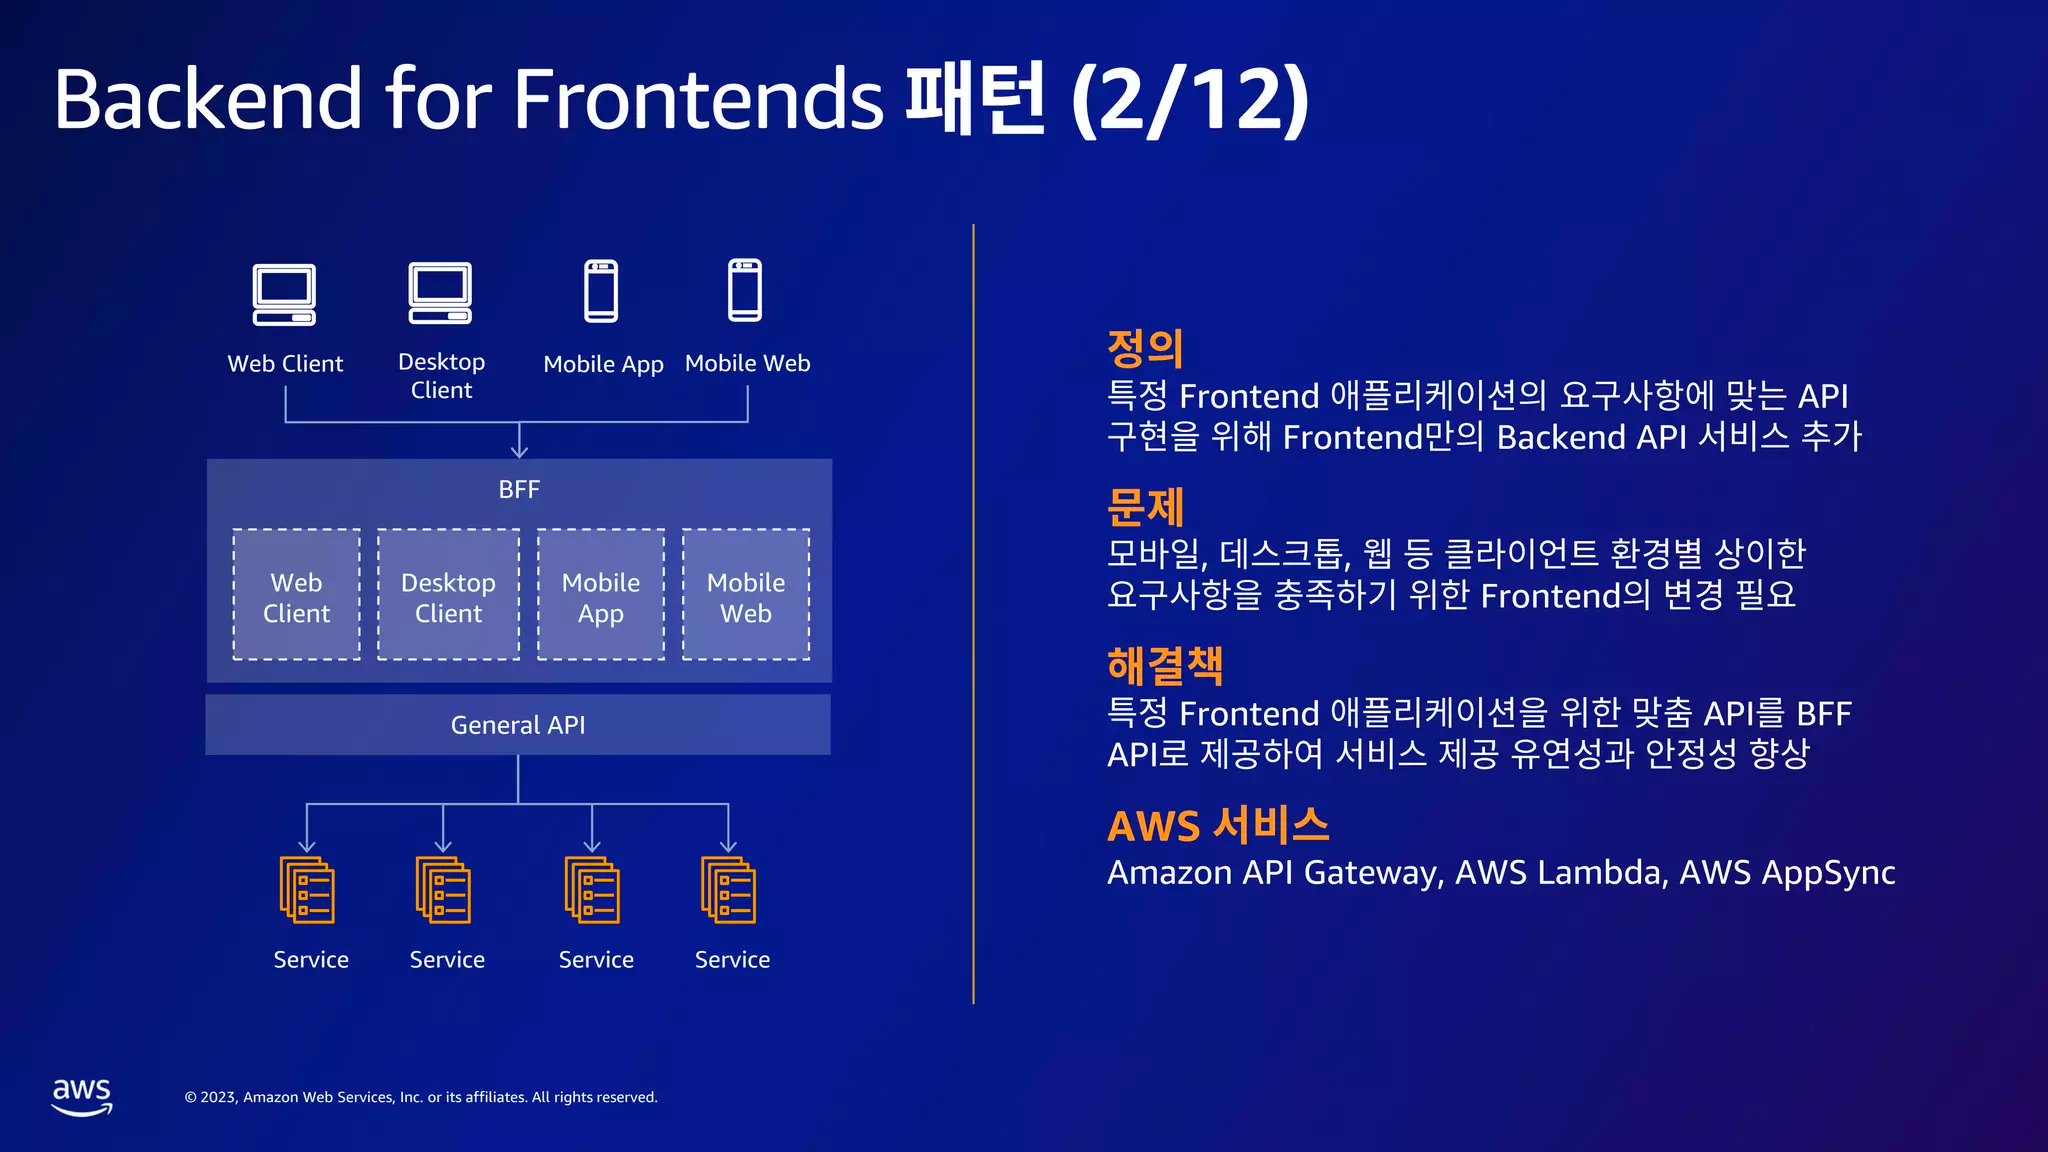 Backend for Frontends 패턴 (2/12)
Web Client
Desktop
Client
Mobile App
Mobile Web
BFF
Web
Client
Desktop
Client
Mobile
App
Mobile
Web
General API
Service
Service
Service
Service
정의
특정 Frontend 애플리케이션의 요구사항에 맞는 API
구현을 위해 Frontend만의 Backend API 서비스 추가
문제
모바일, 데스크톱, 웹 등 클라이언트 환경별 상이한
요구사항을 충족하기 위한 Frontend의 변경 필요
해결책
특정 Frontend 애플리케이션을 위한 맞춤 API를 BFF
API로 제공하여 서비스 제공 유연성과 안정성 향상
AWS 서비스
Amazon API Gateway, AWS Lambda, AWS AppSync
aws
© 2023, Amazon Web Services, Inc. or its affiliates. All rights reserved.